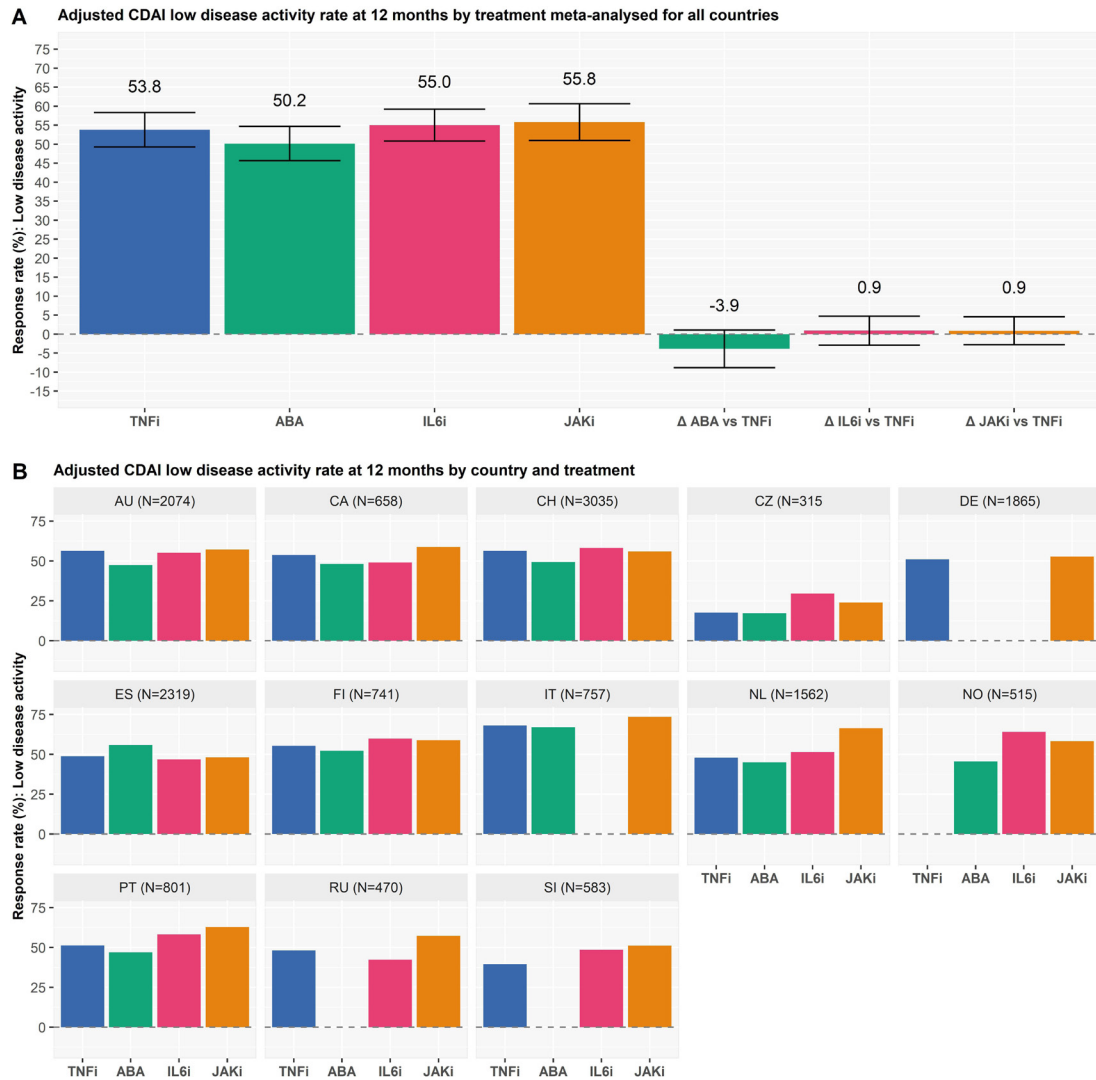 A Adjusted CDAI low disease activity rate at 12 months by treatment meta-analysed for all countries
Response rate (%): Low disease activity
75
70
65
60
55
50
45
40
35
30
25
20
15
10
5
0
-5
-10
-15
53.8 50.2 55.0 55.8 -3.9 0.9 0.9
TNFi ABA IL6i JAKi Δ ABA vs TNFi Δ IL6i vs TNFi Δ JAKi vs TNFi
B Adjusted CDAI low disease activity rate at 12 months by country and treatment
Response rate (%): Low disease activity
AU (N=2074) CA (N=658) CH (N=3035) CZ (N=315 DE (N=1865)
75
50
25
0
ES (N=2319) FI (N=741) IT (N=757) NL (N=1562) NO (N=515)
75
50
25
0
TNFi ABA IL6i JAKi TNFi ABA IL6i JAKi
PT (N=801) RU (N=470) SI (N=583)
75
50
25
0
TNFi ABA IL6i JAKi TNFi ABA IL6i JAKi TNFi ABA IL6i JAKi